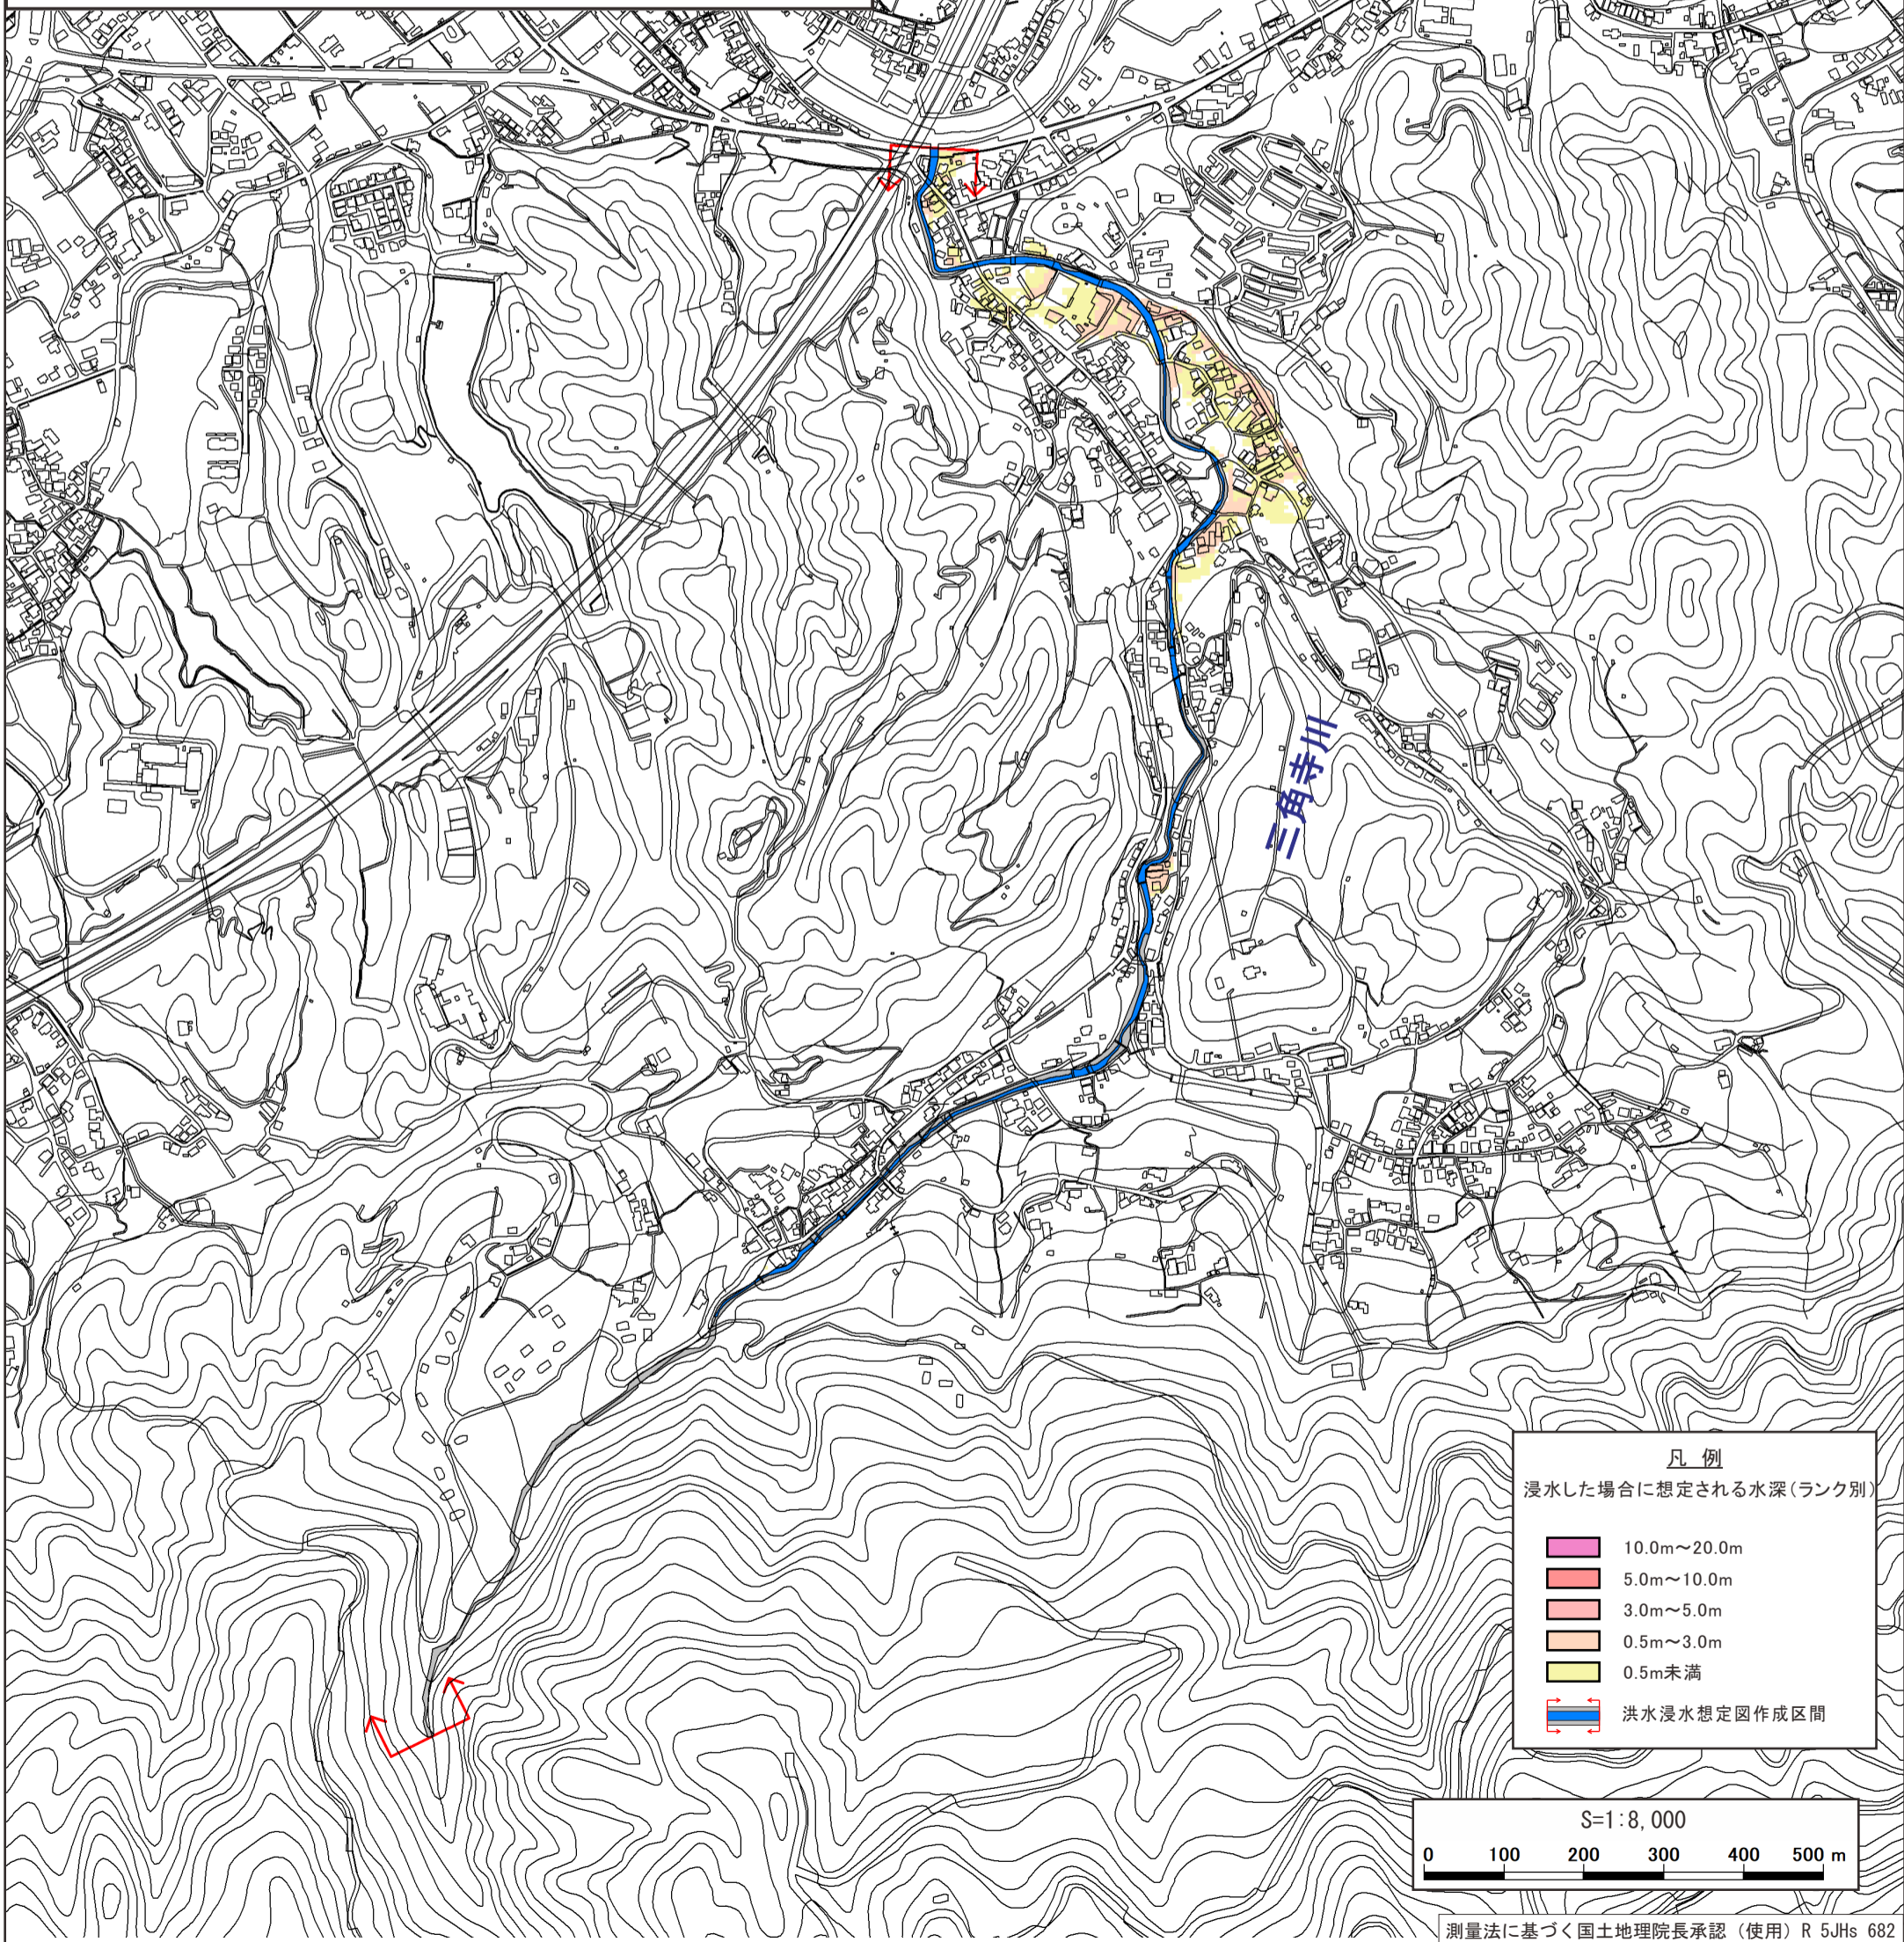 三角寺川
凡 例
浸水した場合に想定される水深(ランク別)
10.0m～20.0m
5.0m～10.0m
3.0m～5.0m
0.5m～3.0m
0.5m未満
洪水浸水想定図作成区間
S=1:8,000
0 100 200 300 400 500 m
測量法に基づく国土地理院長承認（使用）R 5JHs 682